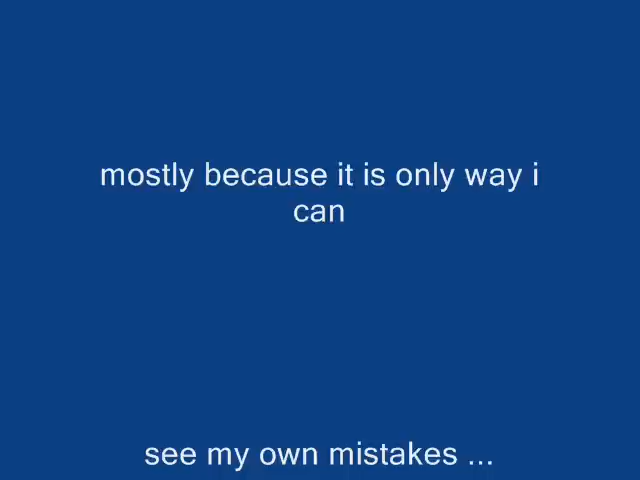 mostly because it is only way i
can
see my own mistakes ...